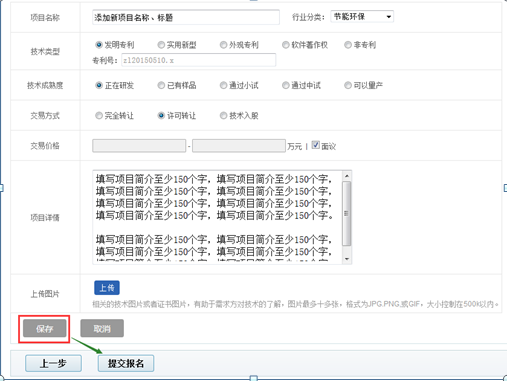 项目名称 添加新项目名称、标题 行业分类： 节能环保
技术类型 发明专利 实用新型 外观专利 软件著作权 非专利
专利号： z120150510.x
技术成熟度 正在研发 已有样品 通过小试 通过中试 可以量产
交易方式 完全转让 许可转让 技术入股
交易价格 - 万元 | 面议
项目详情
填写项目简介至少150个字，填写项目简介至少150个字，
填写项目简介至少150个字，填写项目简介至少150个字，
填写项目简介至少150个字，填写项目简介至少150个字，
填写项目简介至少150个字，填写项目简介至少150个字。
填写项目简介至少150个字，填写项目简介至少150个字，
填写项目简介至少150个字，填写项目简介至少150个字，
填写项目简介至少150个字，填写项目简介至少150个字，
上传图片 上传
相关的技术图片或者证书图片，有助于需求方对技术的了解，图片最多十多张，格式为JPG.PNG,或GIF，大小控制在500k以内。
保存 取消
上一步 提交报名